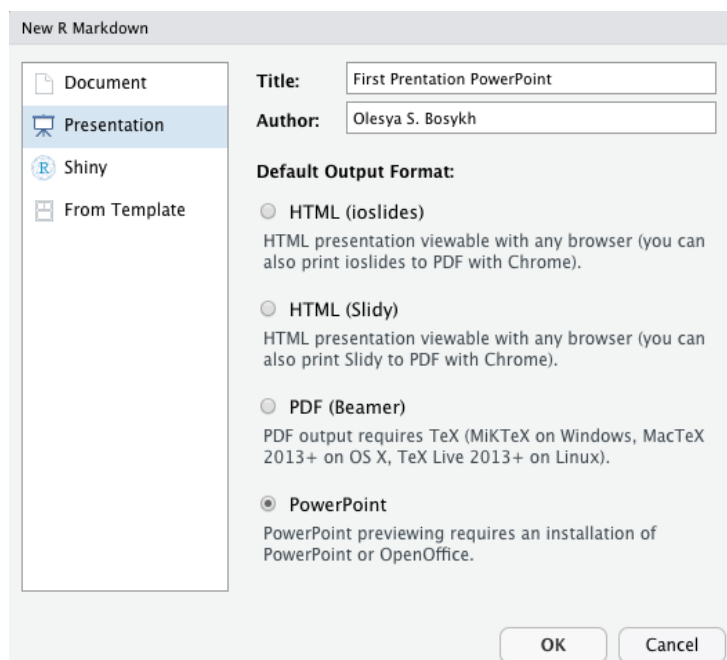 New R Markdown
Document
Presentation
R Shiny
From Template
Title: First Prentation PowerPoint
Author: Olesya S. Bosykh
Default Output Format:
HTML (ioslides)
HTML presentation viewable with any browser (you can
also print ioslides to PDF with Chrome).
HTML (Slidy)
HTML presentation viewable with any browser (you can
also print Slidy to PDF with Chrome).
PDF (Beamer)
PDF output requires TeX (MiKTeX on Windows, MacTeX
2013+ on OS X, TeX Live 2013+ on Linux).
PowerPoint
PowerPoint previewing requires an installation of
PowerPoint or OpenOffice.
OK Cancel